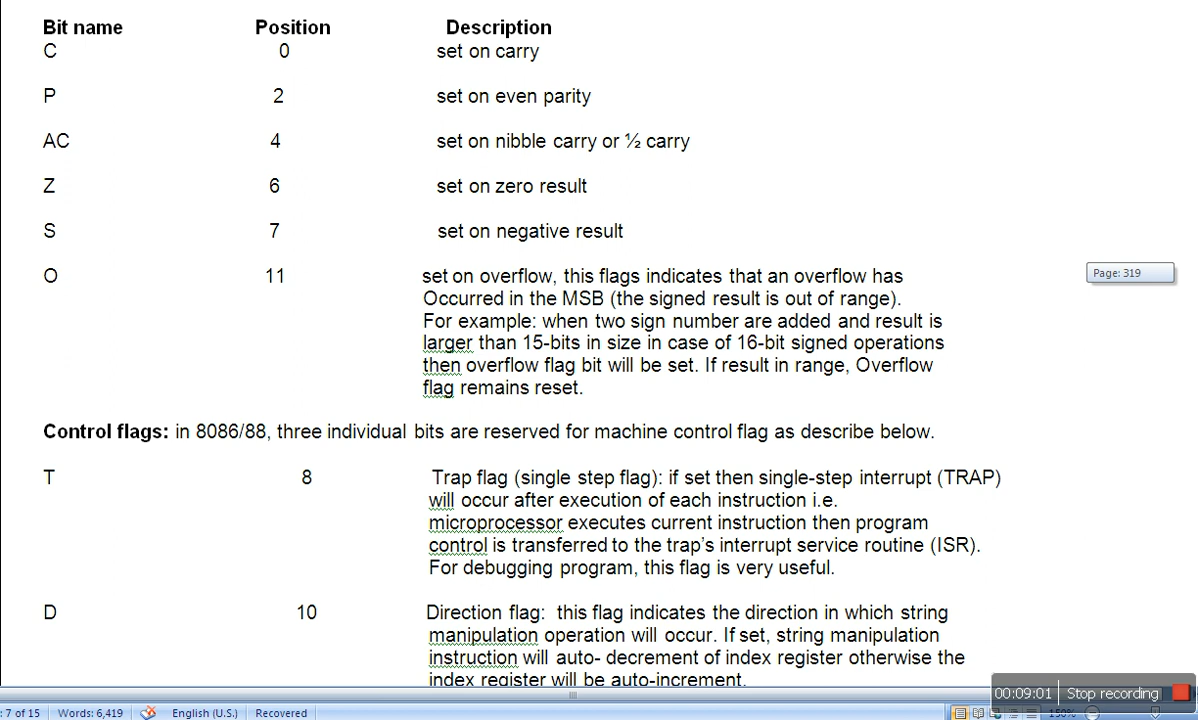 Bit name Position Description
C 0 set on carry
P 2 set on even parity
AC 4 set on nibble carry or ½ carry
Z 6 set on zero result
S 7 set on negative result
O 11 set on overflow, this flags indicates that an overflow has
Occurred in the MSB (the signed result is out of range).
For example: when two sign number are added and result is
larger than 15-bits in size in case of 16-bit signed operations
then overflow flag bit will be set. If result in range, Overflow
flag remains reset.
Page: 319
Control flags: in 8086/88, three individual bits are reserved for machine control flag as describe below.
T 8 Trap flag (single step flag): if set then single-step interrupt (TRAP)
will occur after execution of each instruction i.e.
microprocessor executes current instruction then program
control is transferred to the trap's interrupt service routine (ISR).
For debugging program, this flag is very useful.
D 10 Direction flag: this flag indicates the direction in which string
manipulation operation will occur. If set, string manipulation
instruction will auto- decrement of index register otherwise the
index register will be auto-increment.
00:09:01 Stop recording
: 7 of 15 Words: 6,419 English (U.S.) Recovered 150%